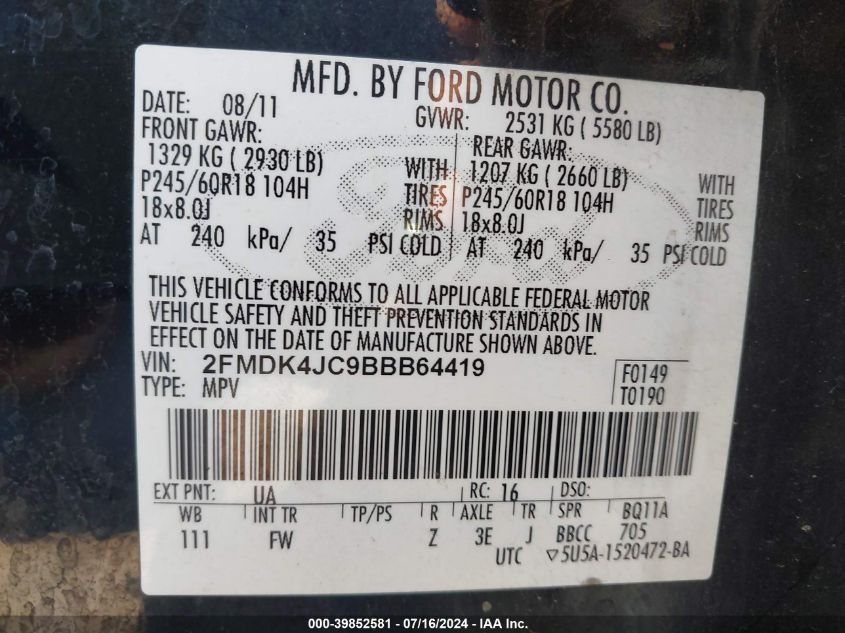 MFD. BY FORD MOTOR CO.
DATE: 08/11 GVWR: 2531 KG ( 5580 LB)
FRONT GAWR: REAR GAWR:
1329 KG ( 2930 LB) WITH 1207 KG ( 2660 LB) WITH
P245/60R18 104H TIRES P245/60R18 104H TIRES
18x8.0J RIMS 18x8.0J RIMS
AT 240 kPa/ 35 PSI COLD AT 240 kPa/ 35 PSI COLD
THIS VEHICLE CONFORMS TO ALL APPLICABLE FEDERAL MOTOR
VEHICLE SAFETY AND THEFT PREVENTION STANDARDS IN
EFFECT ON THE DATE OF MANUFACTURE SHOWN ABOVE.
VIN: 2FMDK4JC9BBB64419 F0149
TYPE: MPV T0190
EXT PNT: UA RC: 16 DSO:
WB INT TR TP/PS R AXLE TR SPR BQ11A
111 FW Z 3E J BBCC 705
UTC ▽5U5A-1520472-BA
Ford
000-39852581 - 07/16/2024 - IAAI.com.